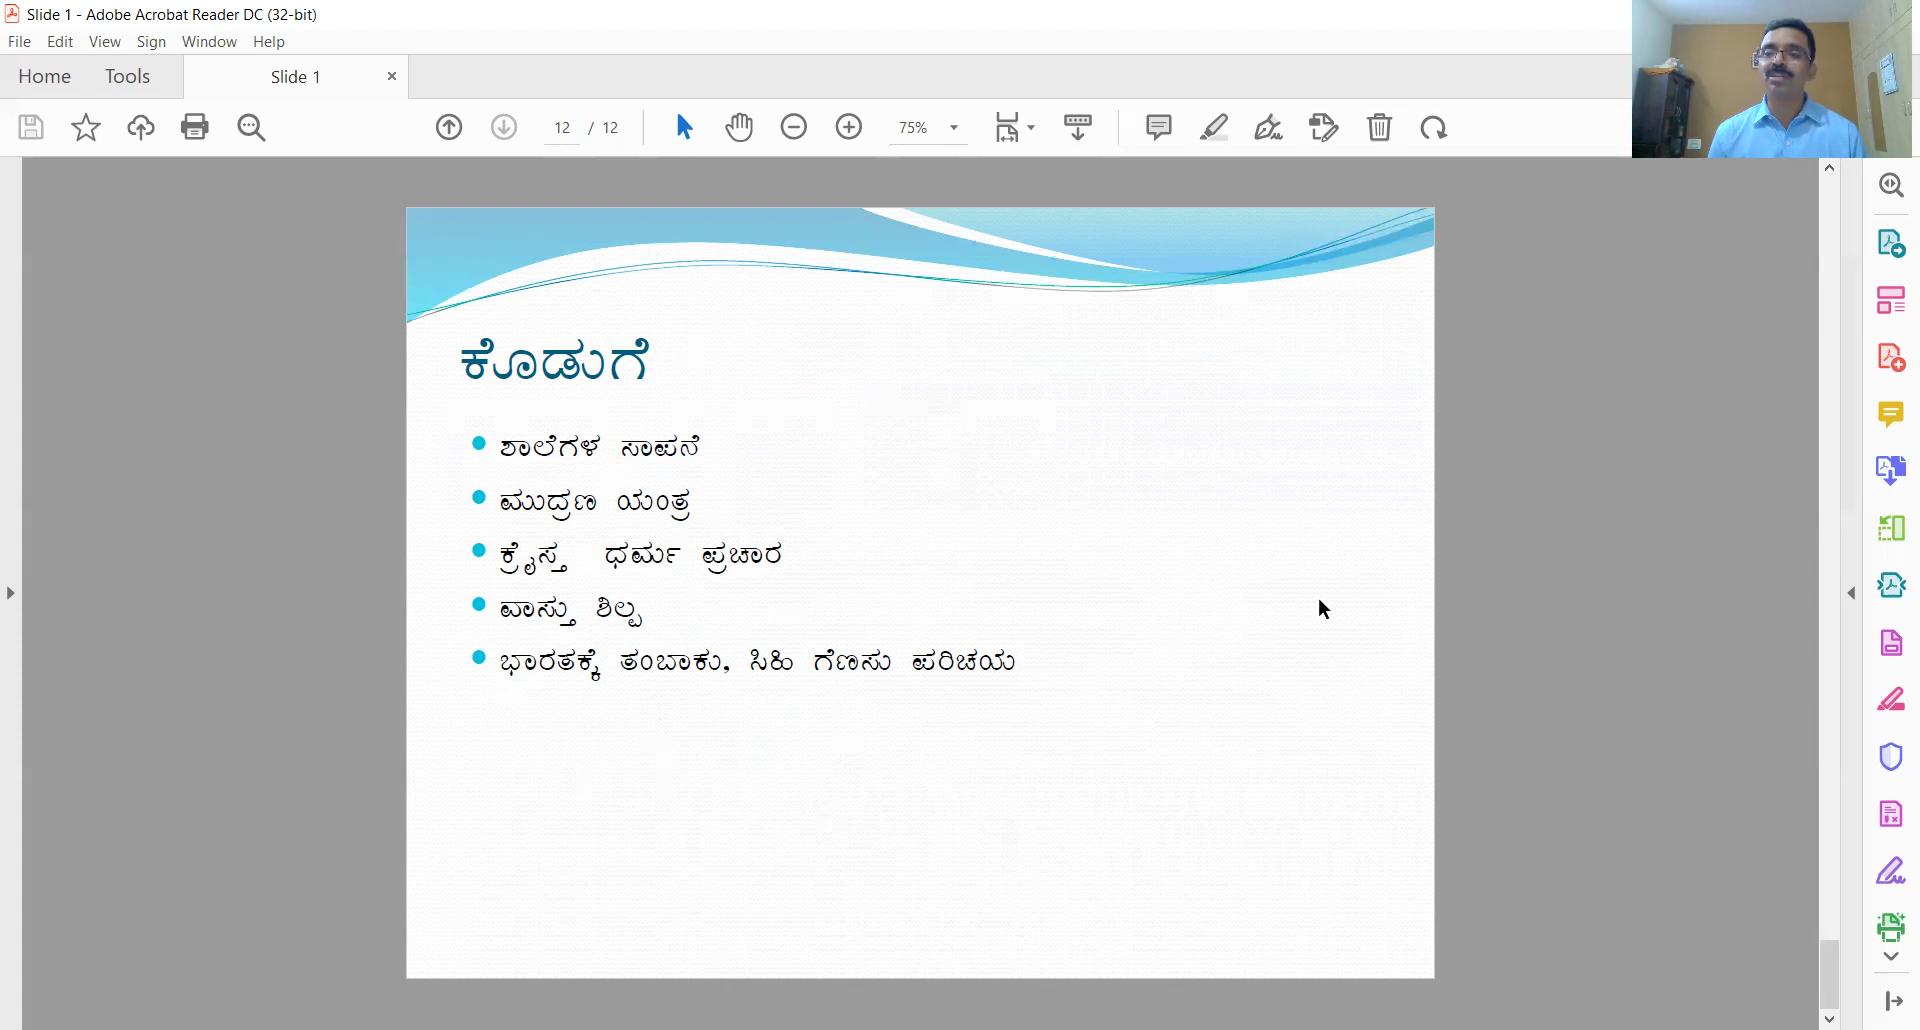 Slide 1 - Adobe Acrobat Reader DC (32-bit)
File Edit View Sign Window Help
Home Tools Slide 1
12 / 12 75%
ಕೊಡುಗೆ
ಶಾಲೆಗಳ ಸಾಪನೆ
ಮುದ್ರಣ ಯಂತ್ರ
ಕ್ರೈಸ್ತ ಧರ್ಮ ಪ್ರಚಾರ
ವಾಸ್ತು ಶಿಲ್ಪ
ಭಾರತಕ್ಕೆ ತಂಬಾಕು, ಸಿಹಿ ಗೆಣಸು ಪರಿಚಯ